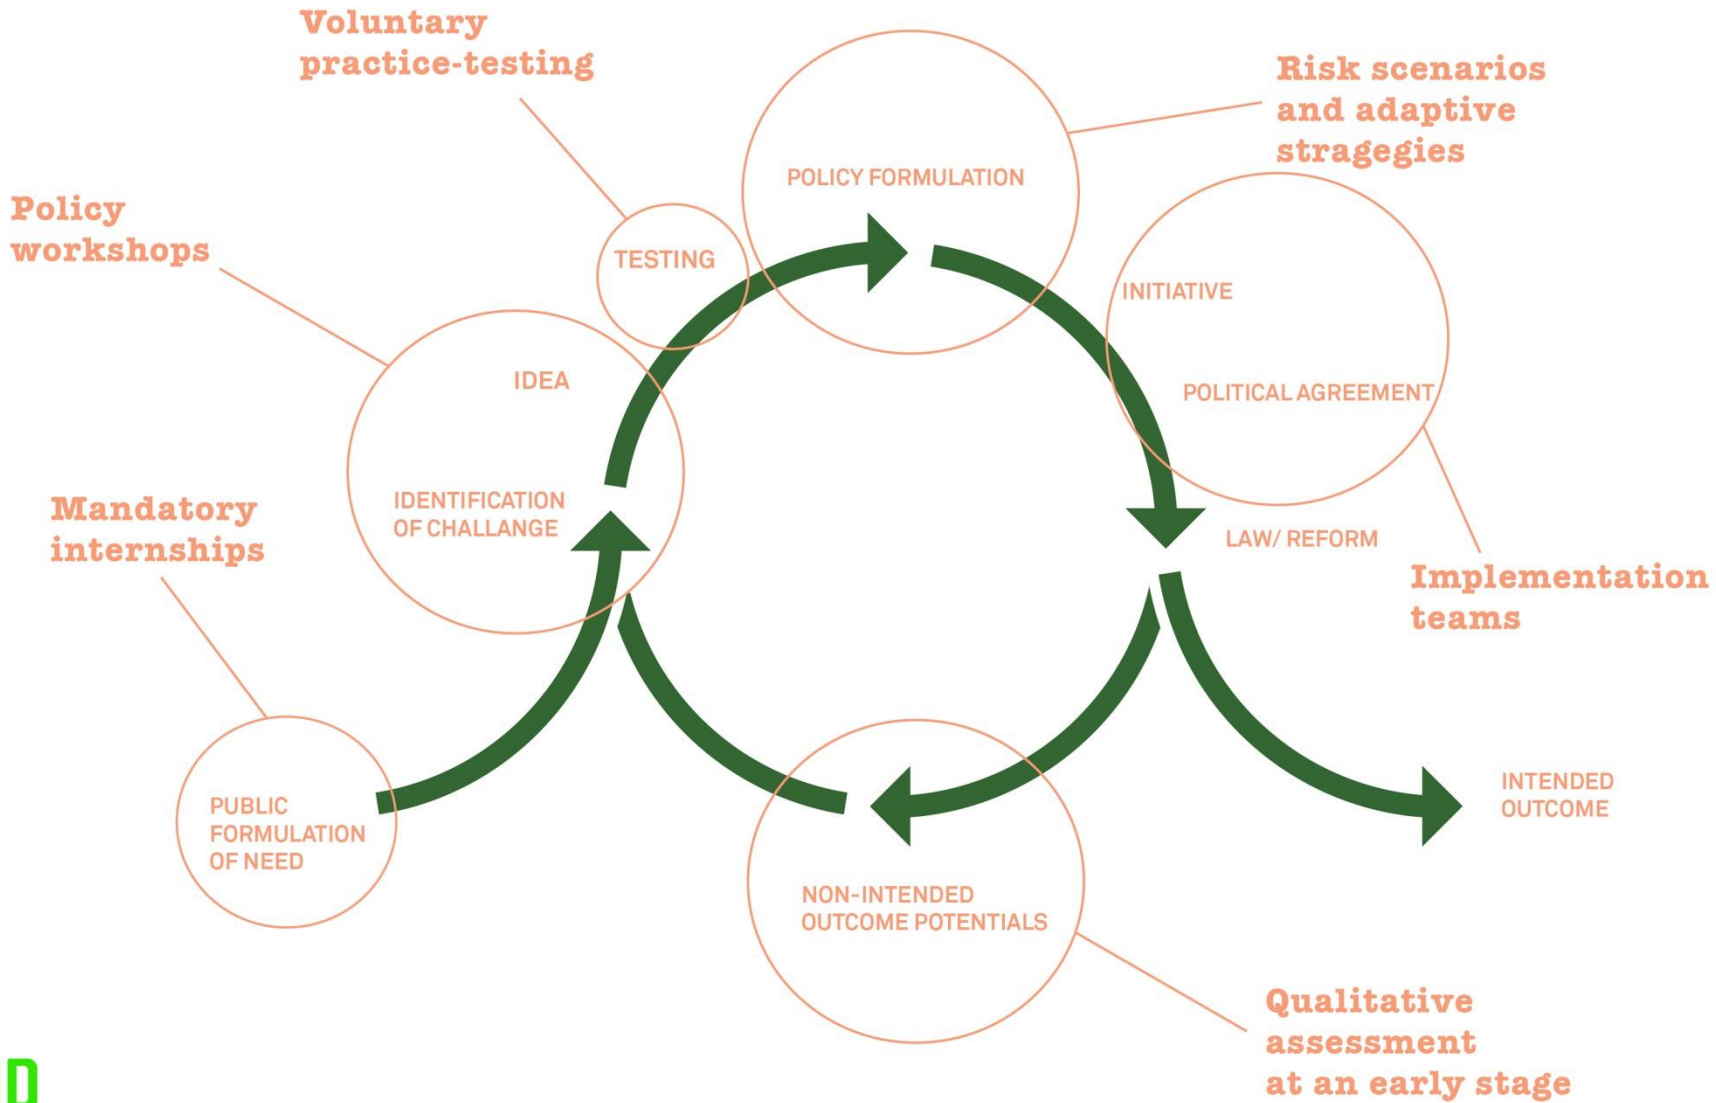 Voluntary
practice-testing
Risk scenarios
and adaptive
stragegies
POLICY FORMULATION
Policy
workshops
TESTING
INITIATIVE
IDEA
POLITICAL AGREEMENT
Mandatory
internships
IDENTIFICATION
OF CHALLANGE
LAW/ REFORM
Implementation
teams
PUBLIC
FORMULATION
OF NEED
INTENDED
OUTCOME
NON-INTENDED
OUTCOME POTENTIALS
Qualitative
assessment
at an early stage
D